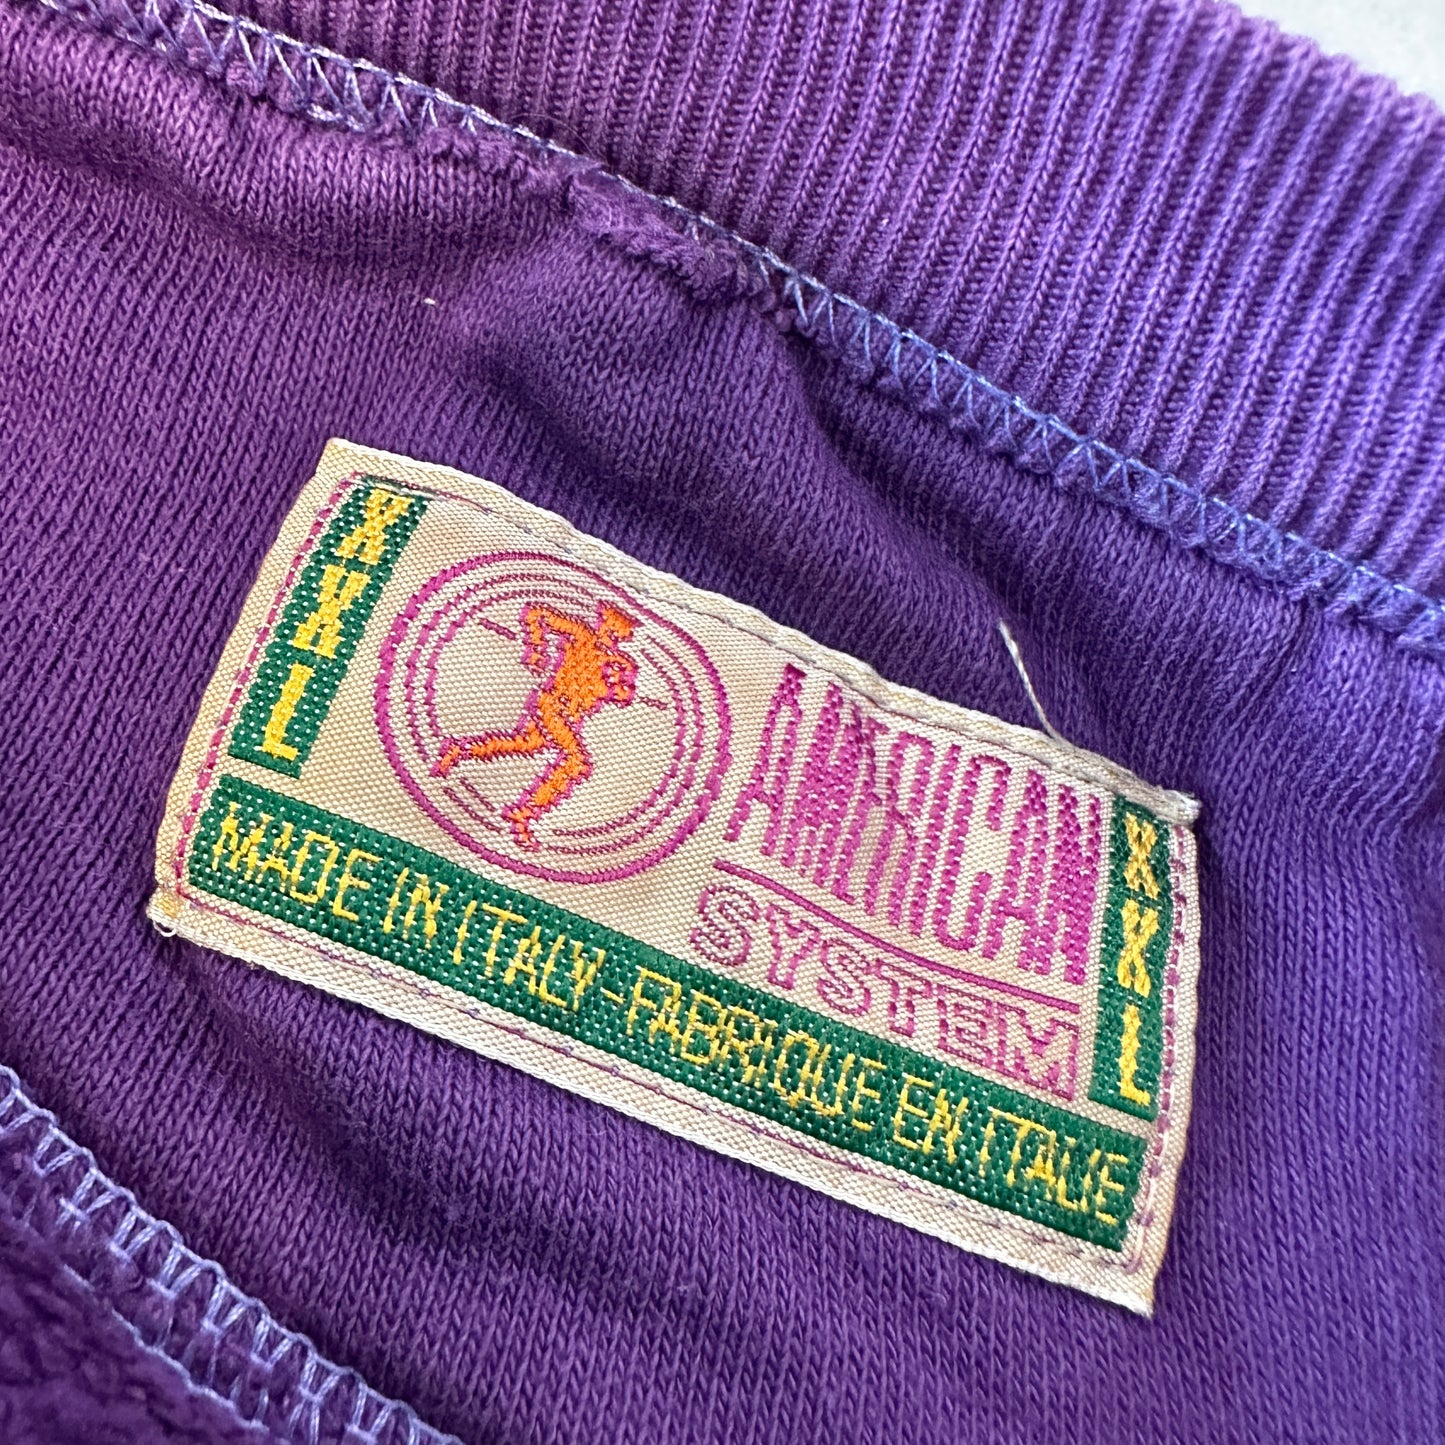 XXL
AMERICAN
SYSTEM
XXL
MADE IN ITALY-FABRIQUE EN ITALIE